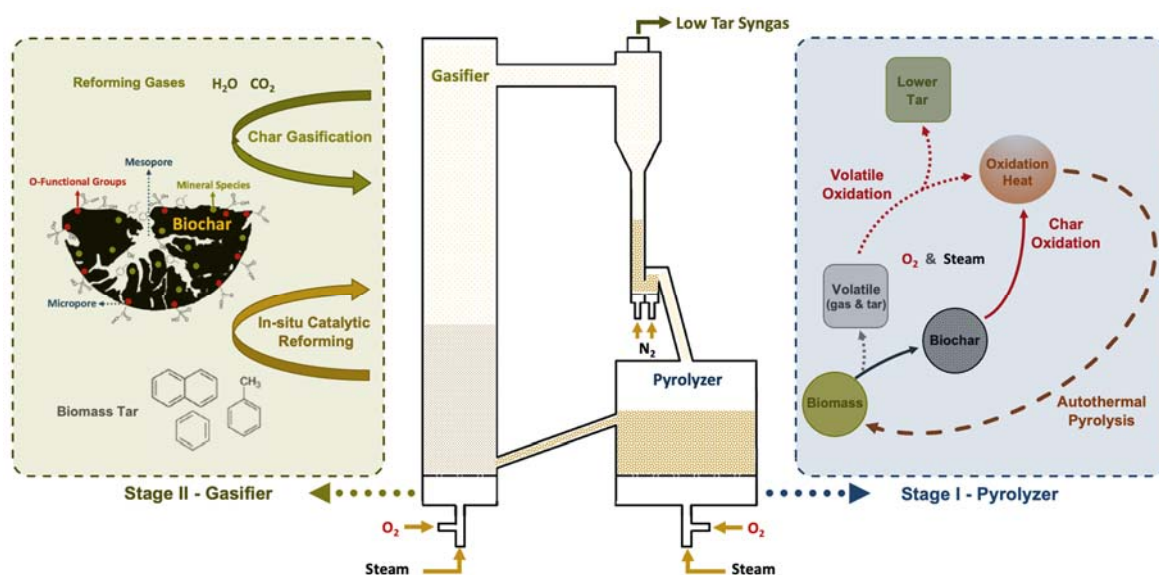 Low Tar Syngas
Reforming Gases H₂O CO₂
Char Gasification
Mesopore
O-Functional Groups
Mineral Species
Biochar
Micropore
In-situ Catalytic
Reforming
CH₃
Biomass Tar
Stage II - Gasifier
Gasifier
N₂
Pyrolyzer
O₂
Steam
O₂
Steam
Lower
Tar
Oxidation
Heat
Volatile
Oxidation
Char
Oxidation
O₂ & Steam
Volatile
(gas & tar)
Biochar
Biomass
Autothermal
Pyrolysis
Stage I - Pyrolyzer